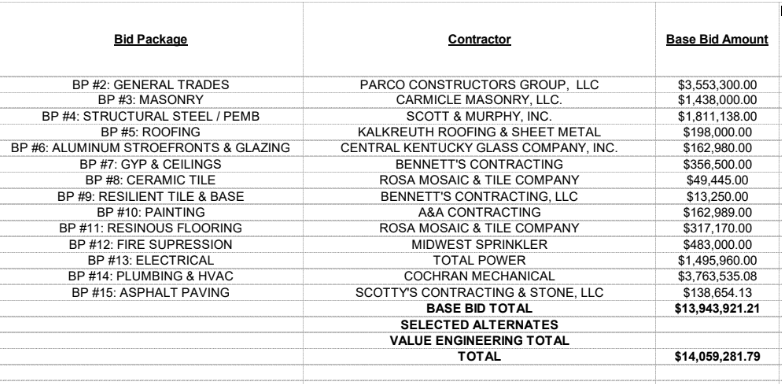 Bid Package Contractor Base Bid Amount
BP #2: GENERAL TRADES PARCO CONSTRUCTORS GROUP, LLC $3,553,300.00
BP #3: MASONRY CARMICLE MASONRY, LLC. $1,438,000.00
BP #4: STRUCTURAL STEEL / PEMB SCOTT & MURPHY, INC. $1,811,138.00
BP #5: ROOFING KALKREUTH ROOFING & SHEET METAL $198,000.00
BP #6: ALUMINUM STROEFRONTS & GLAZING CENTRAL KENTUCKY GLASS COMPANY, INC. $162,980.00
BP #7: GYP & CEILINGS BENNETT'S CONTRACTING $356,500.00
BP #8: CERAMIC TILE ROSA MOSAIC & TILE COMPANY $49,445.00
BP #9: RESILIENT TILE & BASE BENNETT'S CONTRACTING, LLC $13,250.00
BP #10: PAINTING A&A CONTRACTING $162,989.00
BP #11: RESINOUS FLOORING ROSA MOSAIC & TILE COMPANY $317,170.00
BP #12: FIRE SUPRESSION MIDWEST SPRINKLER $483,000.00
BP #13: ELECTRICAL TOTAL POWER $1,495,960.00
BP #14: PLUMBING & HVAC COCHRAN MECHANICAL $3,763,535.08
BP #15: ASPHALT PAVING SCOTTY'S CONTRACTING & STONE, LLC $138,654.13
BASE BID TOTAL $13,943,921.21
SELECTED ALTERNATES
VALUE ENGINEERING TOTAL
TOTAL $14,059,281.79